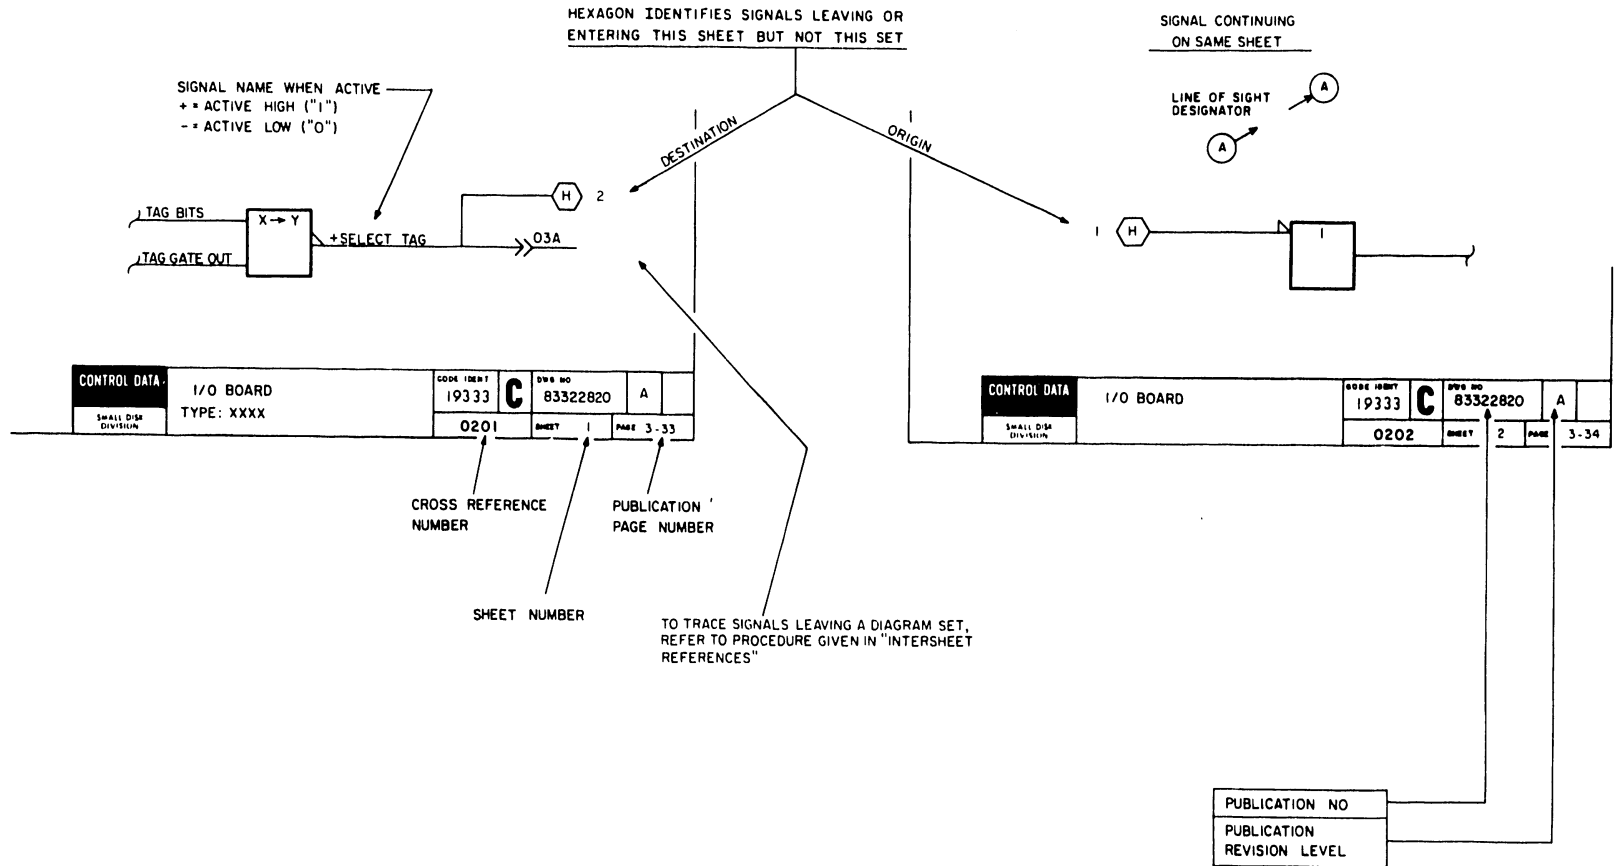 HEXAGON IDENTIFIES SIGNALS LEAVING OR
ENTERING THIS SHEET BUT NOT THIS SET
SIGNAL CONTINUING
ON SAME SHEET
SIGNAL NAME WHEN ACTIVE
+ = ACTIVE HIGH ("1")
- = ACTIVE LOW ("0")
LINE OF SIGHT
DESIGNATOR
A
A
DESTINATION
ORIGIN
TAG BITS
TAG GATE OUT
X→Y
+SELECT TAG
H 2
03A
1 H
1
CONTROL DATA
SMALL DISK
DIVISION
I/O BOARD
TYPE: XXXX
CODE IDENT
19333
C
DWG NO
83322820
A
0201
SHEET 1
PAGE 3-33
CONTROL DATA
SMALL DISK
DIVISION
I/O BOARD
CODE IDENT
19333
C
DWG NO
83322820
A
0202
SHEET 2
PAGE 3-34
CROSS REFERENCE
NUMBER
PUBLICATION
PAGE NUMBER
SHEET NUMBER
TO TRACE SIGNALS LEAVING A DIAGRAM SET,
REFER TO PROCEDURE GIVEN IN "INTERSHEET
REFERENCES"
PUBLICATION NO
PUBLICATION
REVISION LEVEL